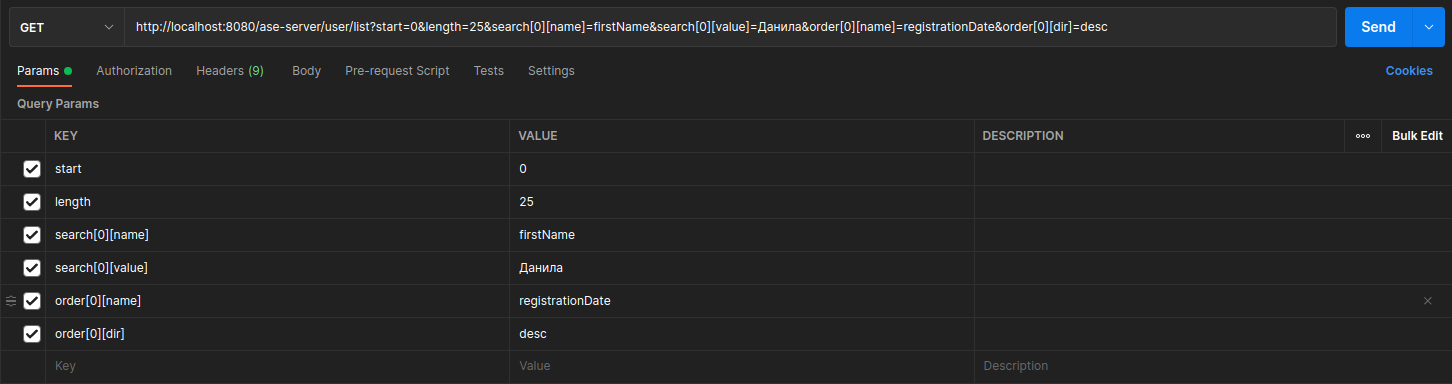 GET http://localhost:8080/ase-server/user/list?start=0&length=25&search[0][name]=firstName&search[0][value]=Данила&order[0][name]=registrationDate&order[0][dir]=desc Send
Params Authorization Headers (9) Body Pre-request Script Tests Settings Cookies
Query Params
KEY VALUE DESCRIPTION ooo Bulk Edit
start 0
length 25
search[0][name] firstName
search[0][value] Данила
order[0][name] registrationDate
order[0][dir] desc
Key Value Description